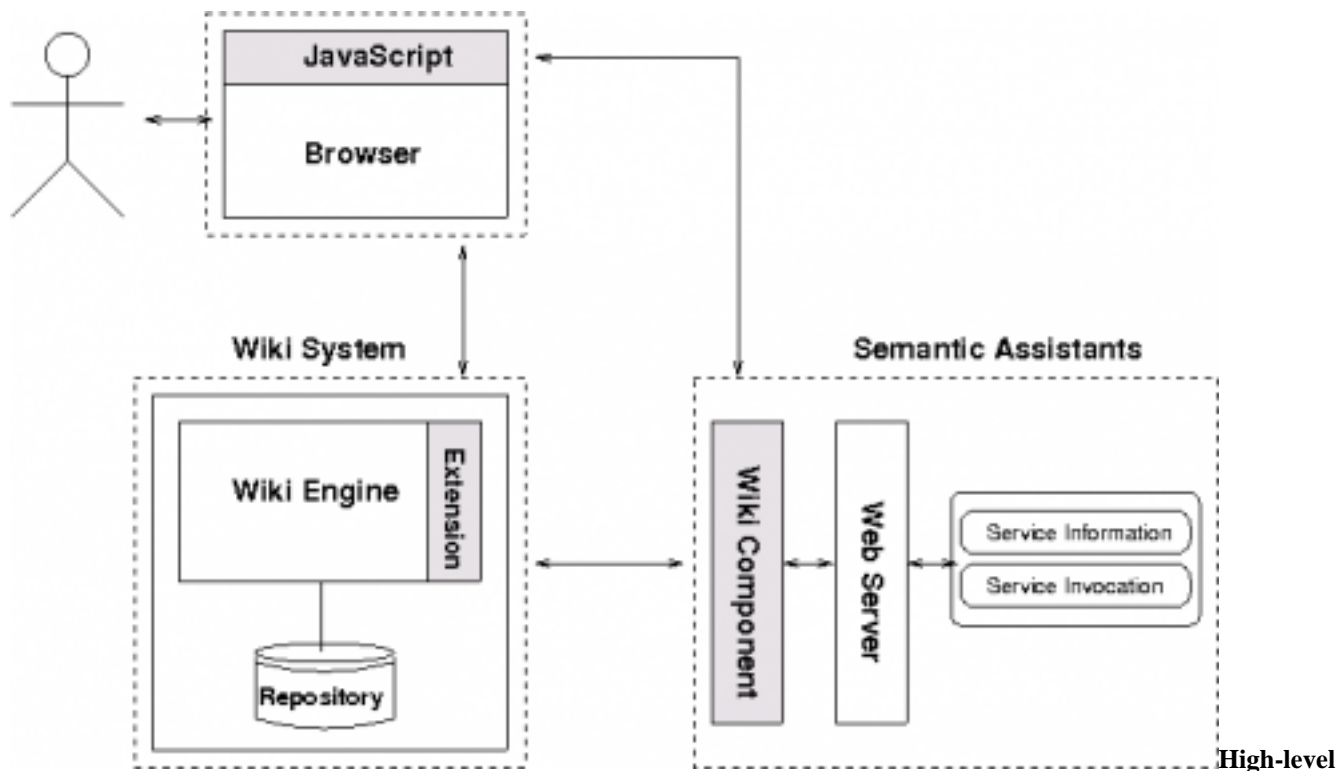 JavaScript
Browser
Wiki System
Semantic Assistants
Wiki Engine
Extension
Repository
Wiki Component
Web Server
Service Information
Service Invocation
High-level